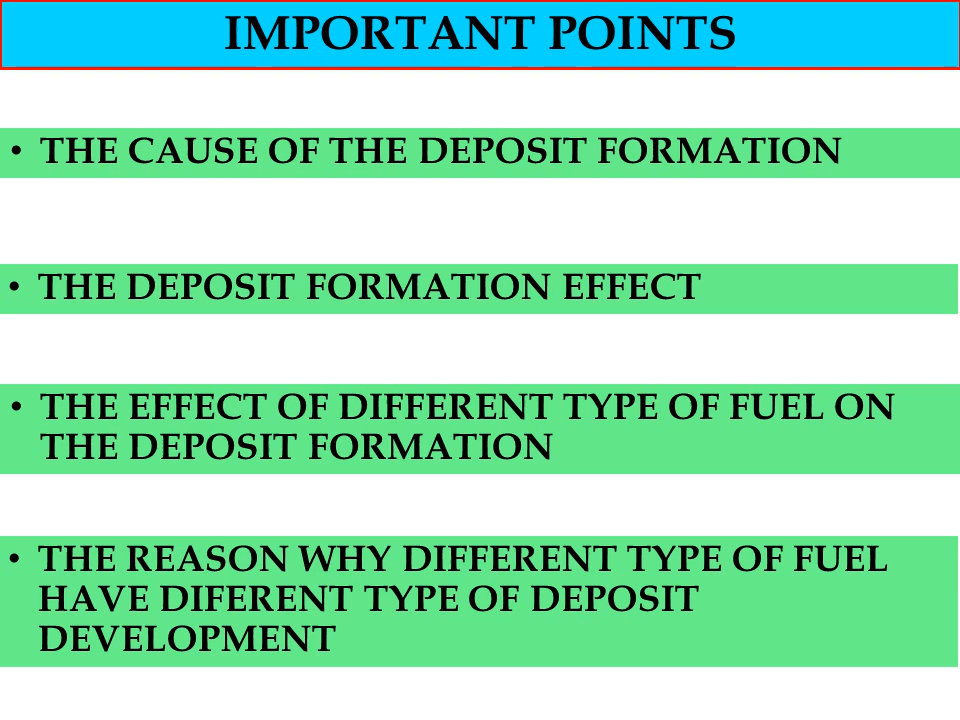 IMPORTANT POINTS
• THE CAUSE OF THE DEPOSIT FORMATION
• THE DEPOSIT FORMATION EFFECT
• THE EFFECT OF DIFFERENT TYPE OF FUEL ON
THE DEPOSIT FORMATION
• THE REASON WHY DIFFERENT TYPE OF FUEL
HAVE DIFERENT TYPE OF DEPOSIT
DEVELOPMENT